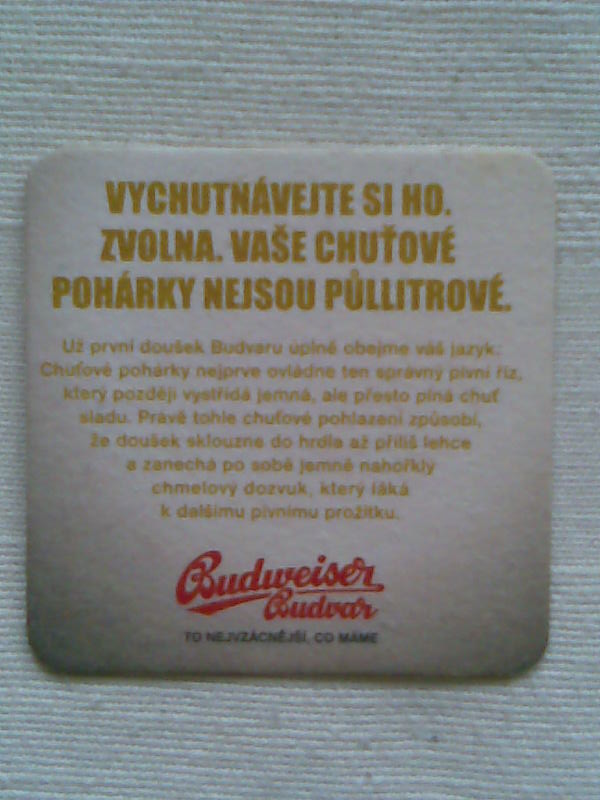 VYCHUTNÁVEJTE SI HO.
ZVOLNA. VAŠE CHUŤOVÉ
POHÁRKY NEJSOU PŮLLITROVÉ.
Už první doušek Budvaru úplně obejme váš jazyk:
Chuťové pohárky nejprve ovládne ten správný pivní říz,
který později vystřídá jemná, ale přesto plná chuť
sladu. Právě tohle chuťové pohlazení způsobí,
že doušek sklouzne do hrdla až příliš lehce
a zanechá po sobě jemně nahořklý
chmelový dozvuk, který láká
k dalšímu pivnímu prožitku.
Budweiser
Budvar
TO NEJVZÁCNĚJŠÍ, CO MÁME